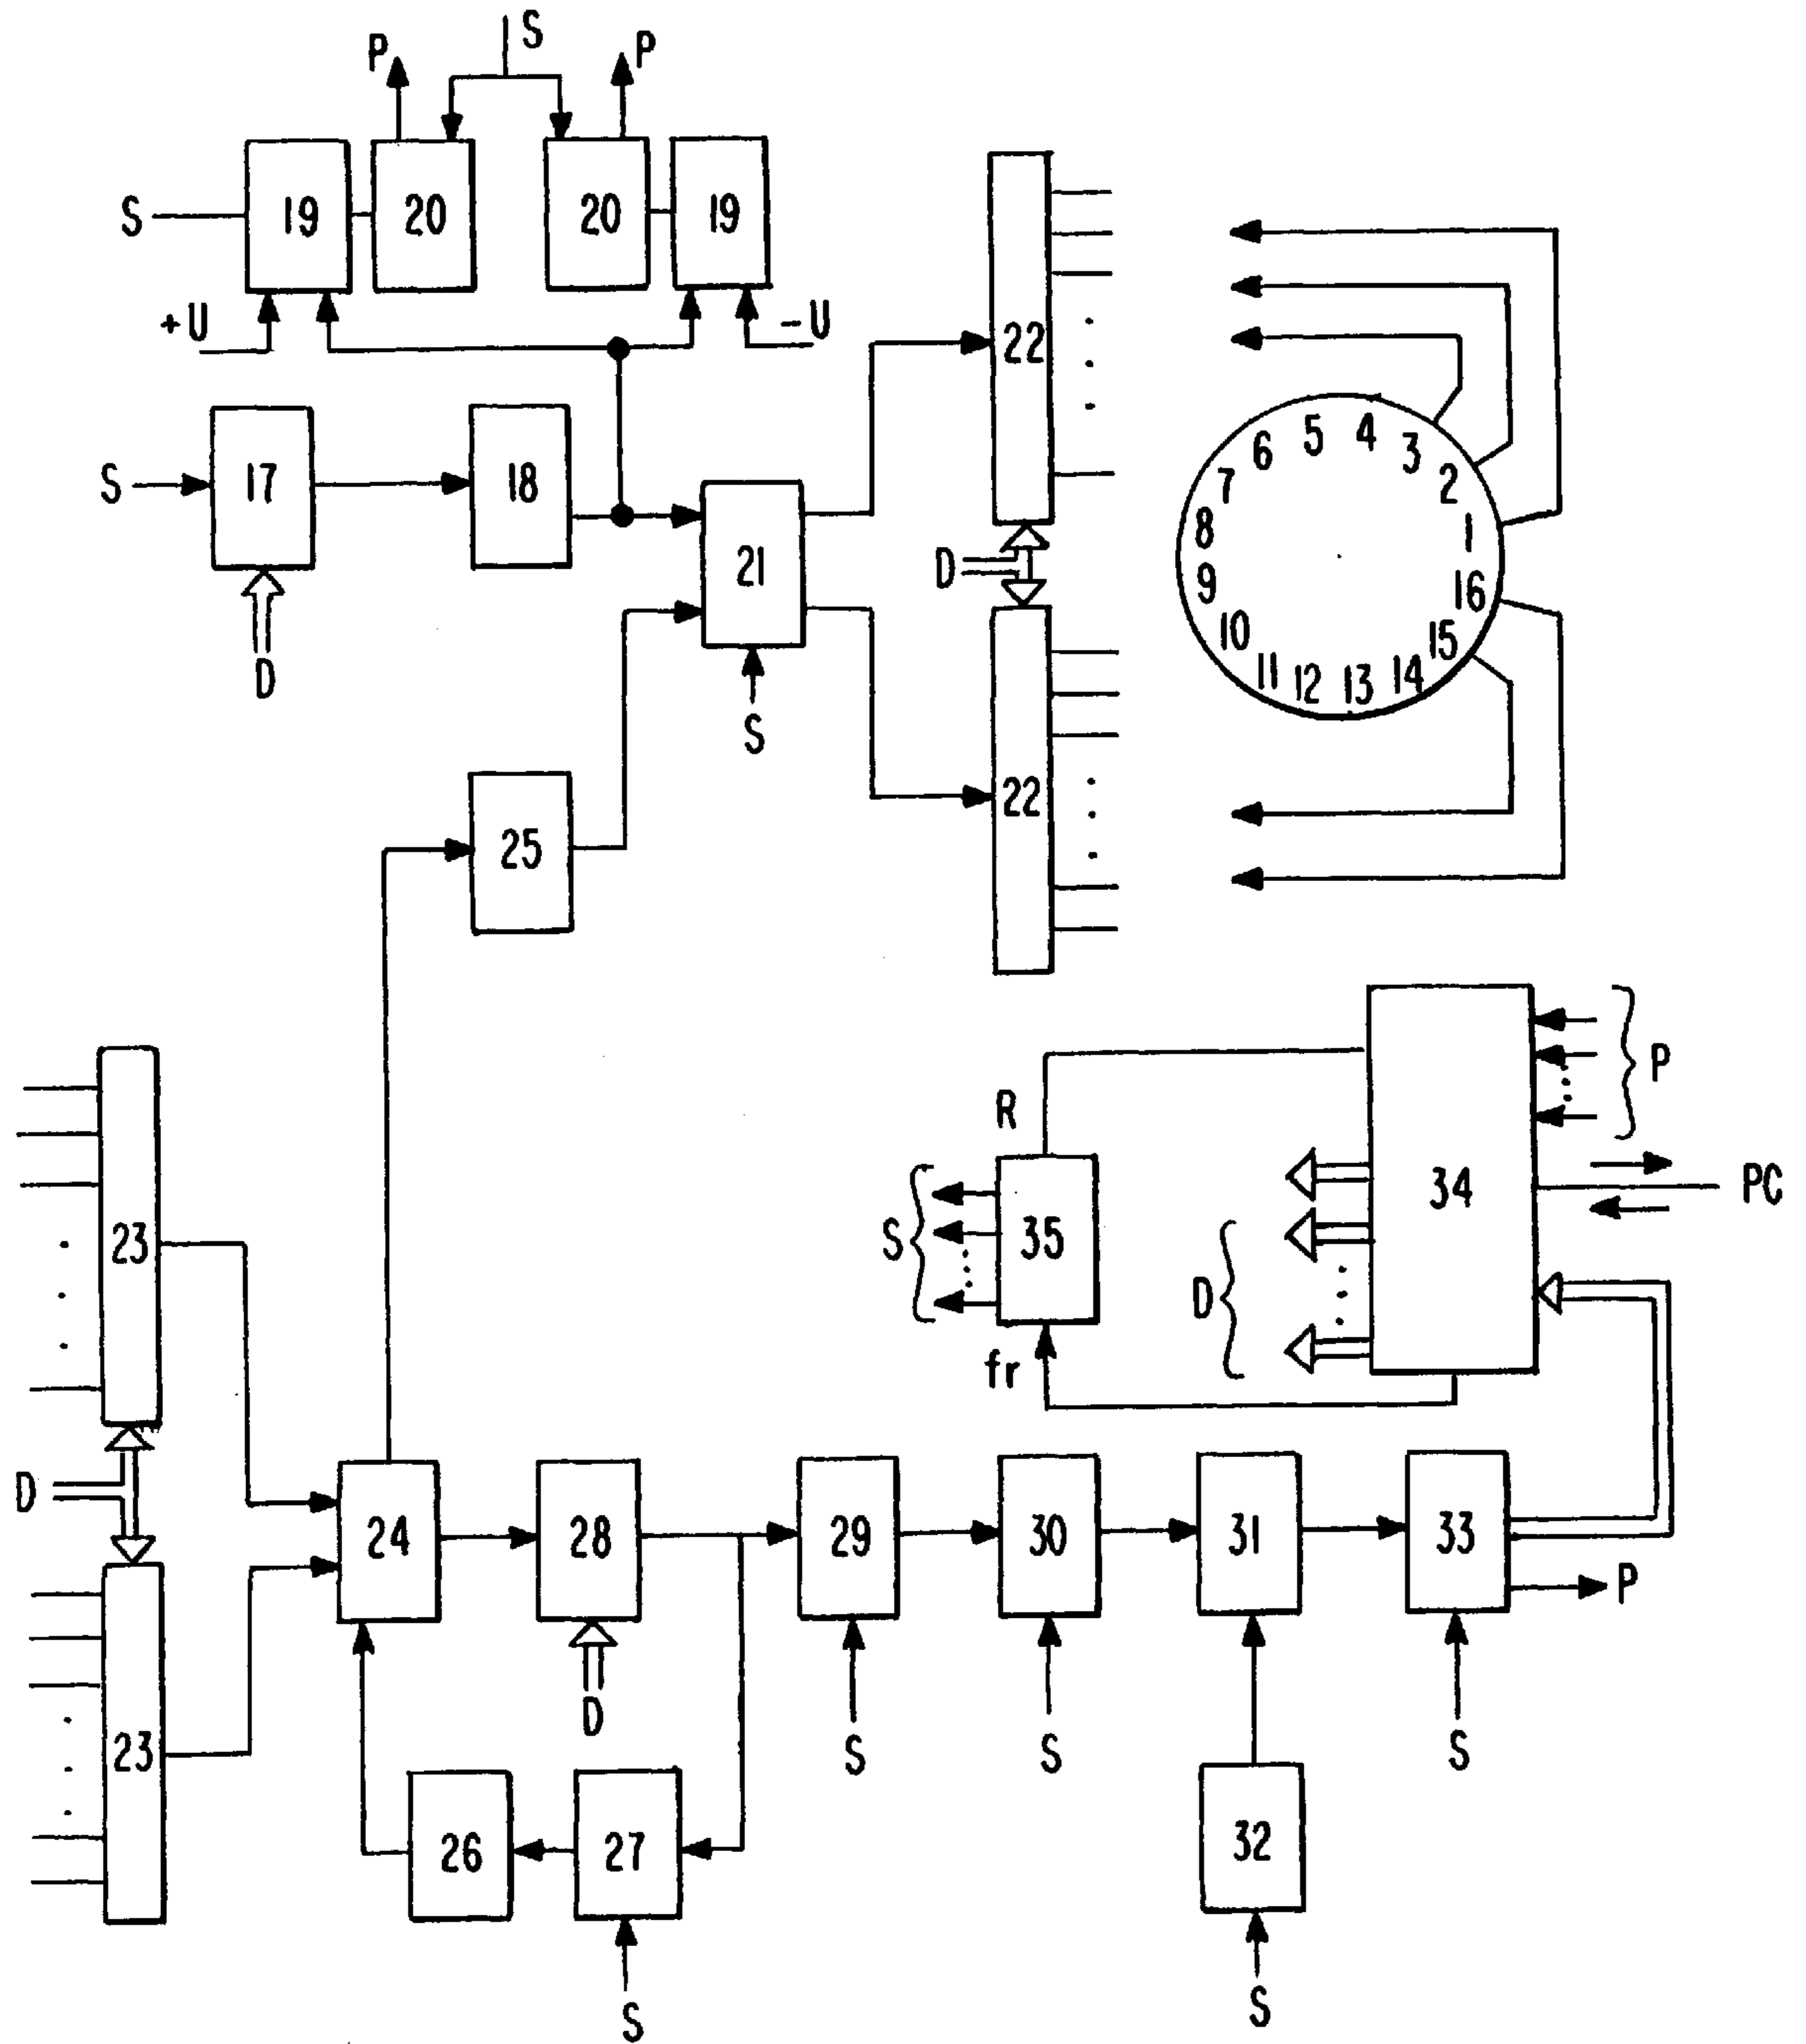 P S P
S 19 20 20 19
+U -U
22
S 17 18
D
21
D
S
6 5 4 3 2 1 16 15 14 13 12 11 10 9 8 7
22
25
23
P
R
34 PC
S 35
D
fr
D
24 28 29 30 31 33
P
D
S S S
23
26 27
32
S S